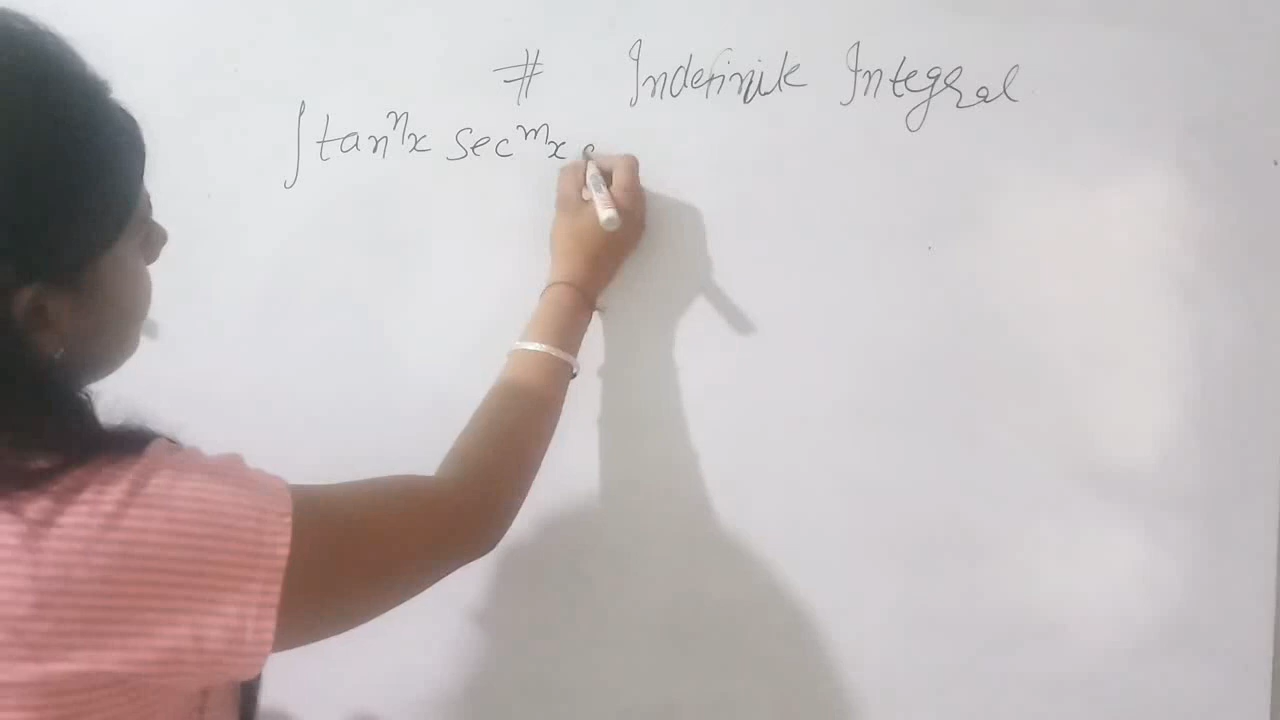 # Indefinite Integral
∫tanⁿx secᵐx